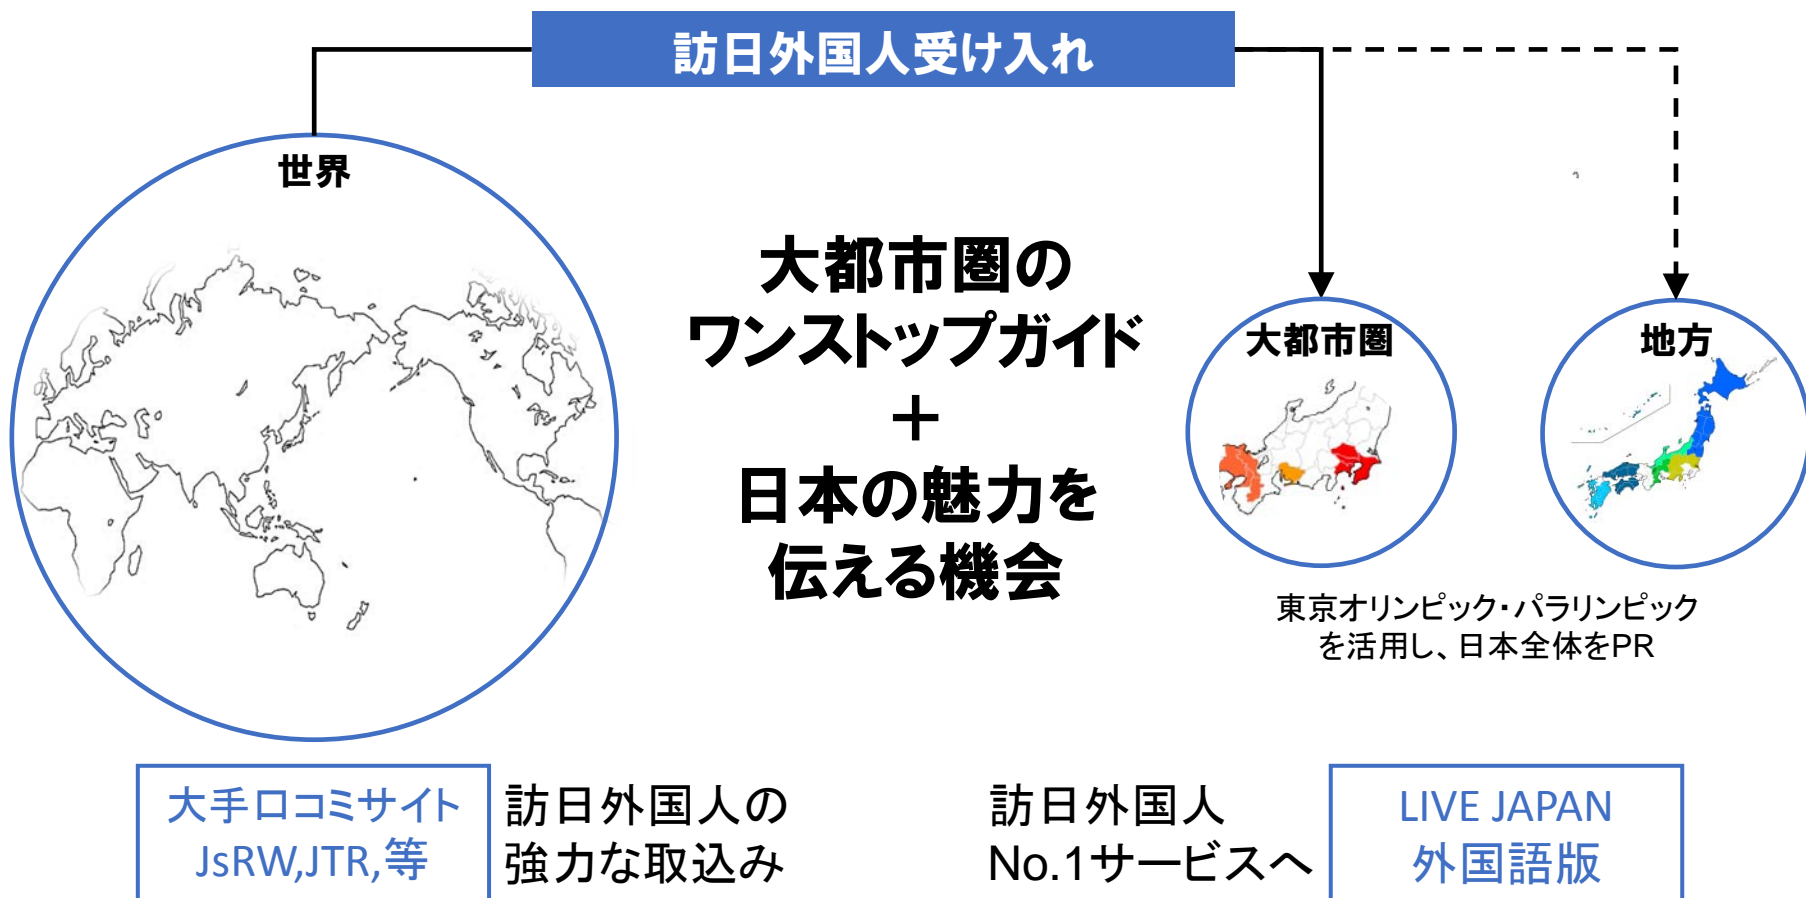 訪日外国人受け入れ
世界
大都市圏の
ワンストップガイド
＋
日本の魅力を
伝える機会
大都市圏
地方
東京オリンピック・パラリンピック
を活用し、日本全体をPR
大手口コミサイト
JsRW,JTR,等
訪日外国人の
強力な取込み
訪日外国人
No.1サービスへ
LIVE JAPAN
外国語版